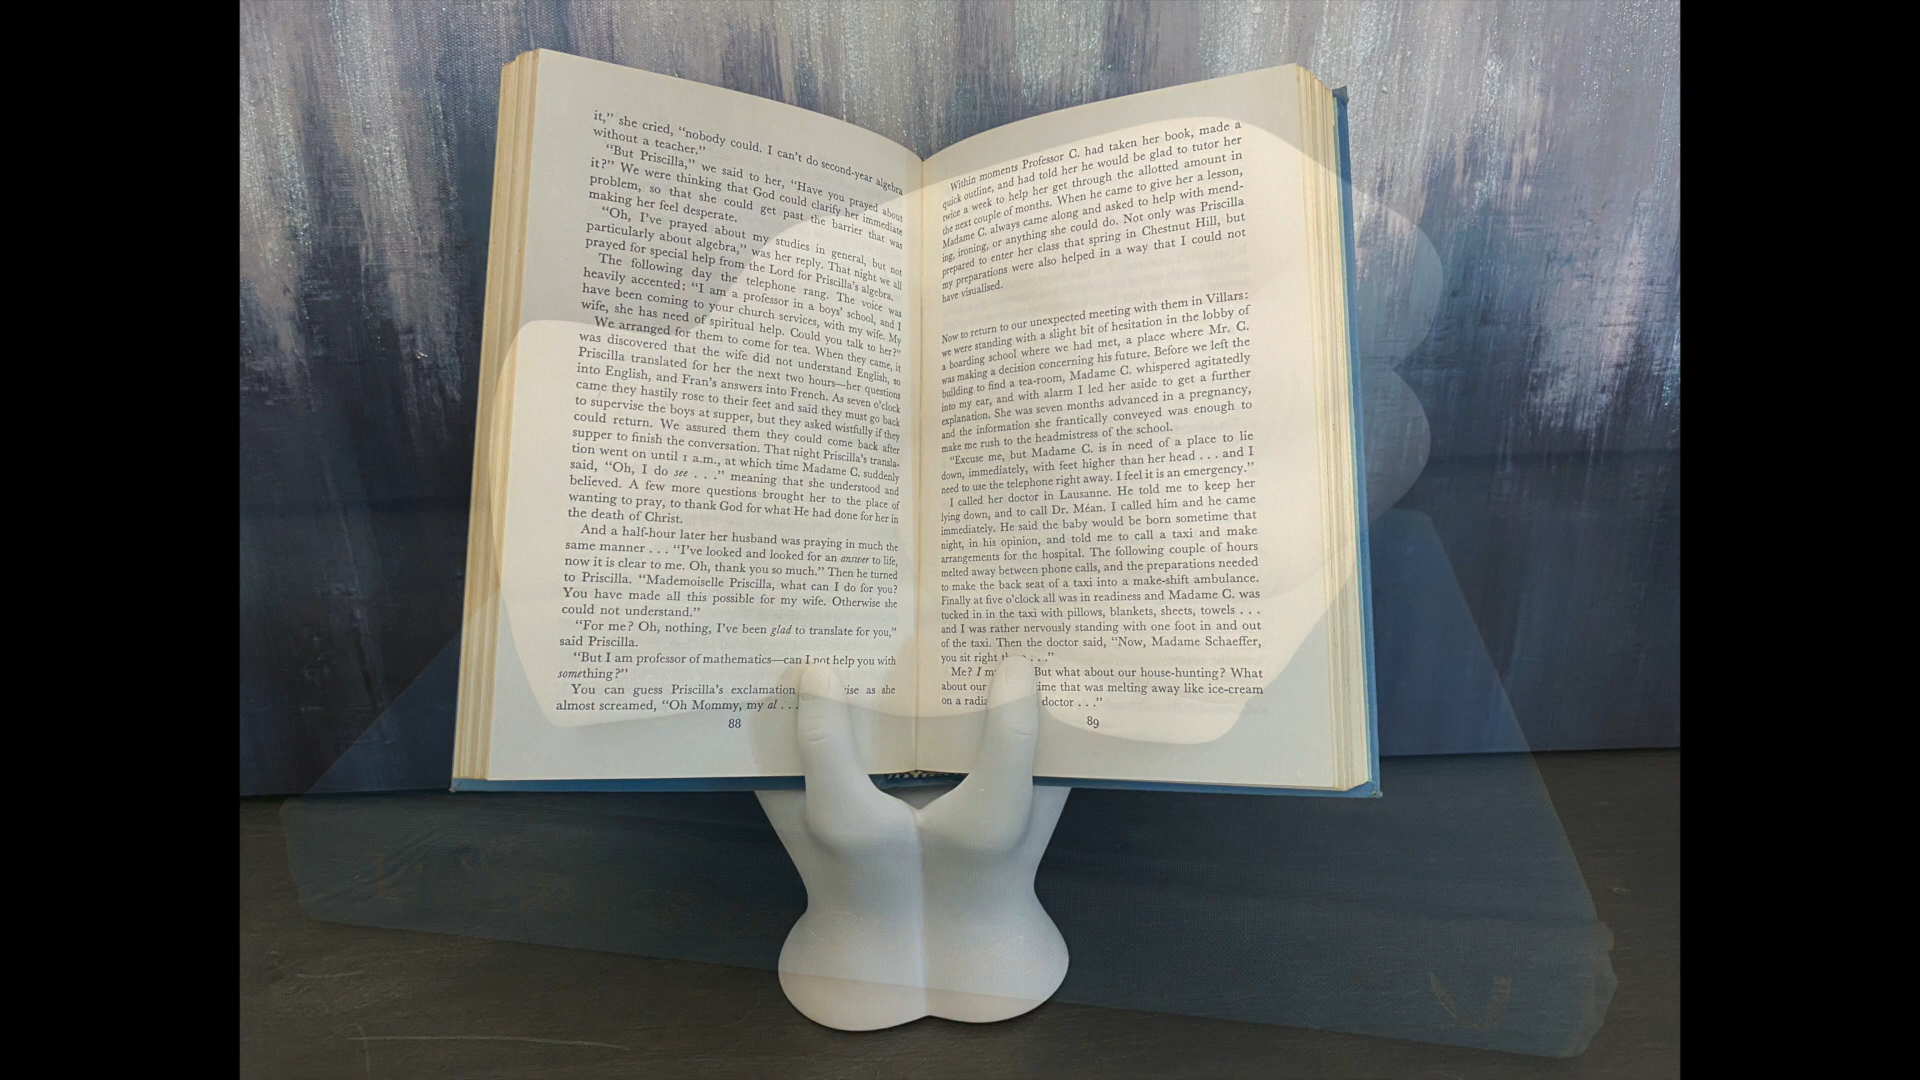 it,” she cried, “nobody could. I can’t do second-year algebra
without a teacher.”
“But Priscilla,” we said to her, “Have you prayed about
it?” We were thinking that God could clarify her immediate
problem, so that she could get past the barrier that was
making her feel desperate.
“Oh, I’ve prayed about my studies in general, but not
particularly about algebra,” was her reply. That night we all
prayed for special help from the Lord for Priscilla’s algebra.
The following day the telephone rang. The voice was
heavily accented: “I am a professor in a boys’ school, and I
have been coming to your church services, with my wife. My
wife, she has need of spiritual help. Could you talk to her?”
We arranged for them to come for tea. When they came, it
was discovered that the wife did not understand English, so
Priscilla translated for her the next two hours—her questions
into English, and Fran’s answers into French. As seven o’clock
came they hastily rose to their feet and said they must go back
to supervise the boys at supper, but they asked wistfully if they
could return. We assured them they could come back after
supper to finish the conversation. That night Priscilla’s transla-
tion went on until 1 a.m., at which time Madame C. suddenly
said, “Oh, I do see . . .” meaning that she understood and
believed. A few more questions brought her to the place of
wanting to pray, to thank God for what He had done for her in
the death of Christ.
And a half-hour later her husband was praying in much the
same manner . . . “I’ve looked and looked for an answer to life,
now it is clear to me. Oh, thank you so much.” Then he turned
to Priscilla. “Mademoiselle Priscilla, what can I do for you?
You have made all this possible for my wife. Otherwise she
could not understand.”
“For me? Oh, nothing, I’ve been glad to translate for you,”
said Priscilla.
“But I am professor of mathematics—can I not help you with
something?”
You can guess Priscilla’s exclamation as she
almost screamed, “Oh Mommy, my al . . .
88
Within moments Professor C. had taken her book, made a
quick outline, and had told her he would be glad to tutor her
twice a week to help her get through the allotted amount in
the next couple of months. When he came to give her a lesson,
Madame C. always came along and asked to help with mend-
ing, ironing, or anything she could do. Not only was Priscilla
prepared to enter her class that spring in Chestnut Hill, but
my preparations were also helped in a way that I could not
have visualised.
Now to return to our unexpected meeting with them in Villars:
we were standing with a slight bit of hesitation in the lobby of
a boarding school where we had met, a place where Mr. C.
was making a decision concerning his future. Before we left the
building to find a tea-room, Madame C. whispered agitatedly
into my ear, and with alarm I led her aside to get a further
explanation. She was seven months advanced in a pregnancy,
and the information she frantically conveyed was enough to
make me rush to the headmistress of the school.
“Excuse me, but Madame C. is in need of a place to lie
down, immediately, with feet higher than her head . . . and I
need to use the telephone right away. I feel it is an emergency.”
I called her doctor in Lausanne. He told me to keep her
lying down, and to call Dr. Méan. I called him and he came
immediately. He said the baby would be born sometime that
night, in his opinion, and told me to call a taxi and make
arrangements for the hospital. The following couple of hours
melted away between phone calls, and the preparations needed
to make the back seat of a taxi into a make-shift ambulance.
Finally at five o’clock all was in readiness and Madame C. was
tucked in in the taxi with pillows, blankets, sheets, towels . . .
and I was rather nervously standing with one foot in and out
of the taxi. Then the doctor said, “Now, Madame Schaeffer,
you sit right . . .”
Me? I But what about our house-hunting? What
about our time that was melting away like ice-cream
on a doctor . . .”
89